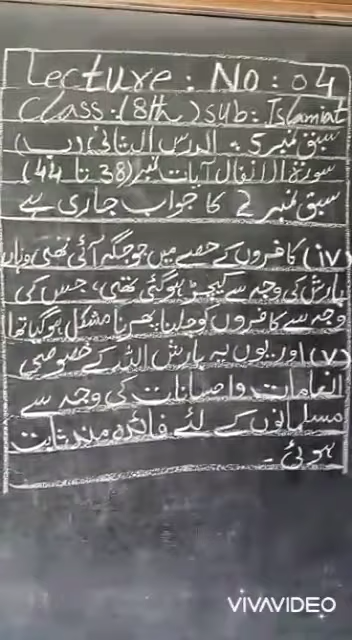 Lecture : No : 04
Class : (8th) sub : Islamiat
سبق نمبر 5 : الدرس الثانی (ب)
سورۃ الانفال آیات نمبر (38 تا 44)
سبق نمبر 2 کا جواب جاری ہے
(iv) کافروں کے حصے میں جو جگہ آئی تھی وہاں
بارش کی وجہ سے کیچڑ ہوگئی تھی، جس کی
وجہ سے کافروں کو چلنا پھرنا مشکل ہوگیا تھا
(v) اور یوں یہ بارش اللہ کے خصوصی
انعامات واحسانات کی وجہ سے
مسلمانوں کے لئے فائدہ مند ثابت
ہوئی ۔
VIVAVIDEO